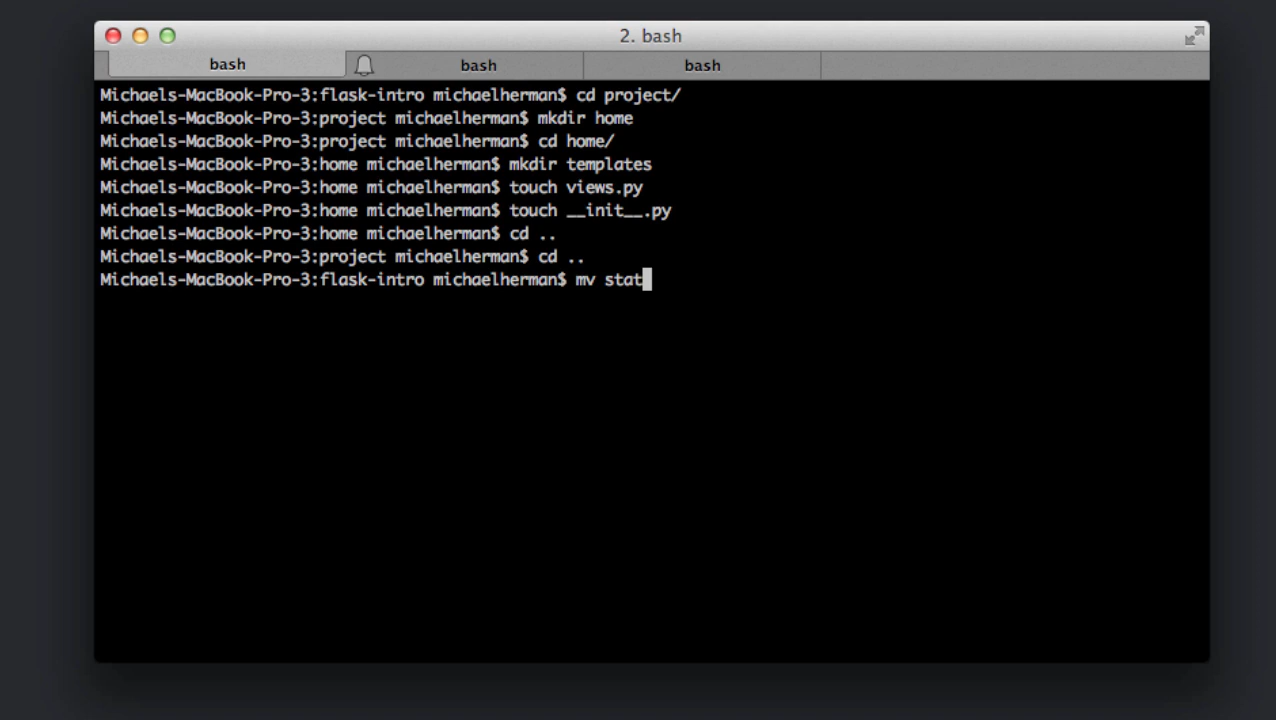 2. bash
bash bash bash
Michaels-MacBook-Pro-3:flask-intro michaelherman$ cd project/
Michaels-MacBook-Pro-3:project michaelherman$ mkdir home
Michaels-MacBook-Pro-3:project michaelherman$ cd home/
Michaels-MacBook-Pro-3:home michaelherman$ mkdir templates
Michaels-MacBook-Pro-3:home michaelherman$ touch views.py
Michaels-MacBook-Pro-3:home michaelherman$ touch __init__.py
Michaels-MacBook-Pro-3:home michaelherman$ cd ..
Michaels-MacBook-Pro-3:project michaelherman$ cd ..
Michaels-MacBook-Pro-3:flask-intro michaelherman$ mv stat